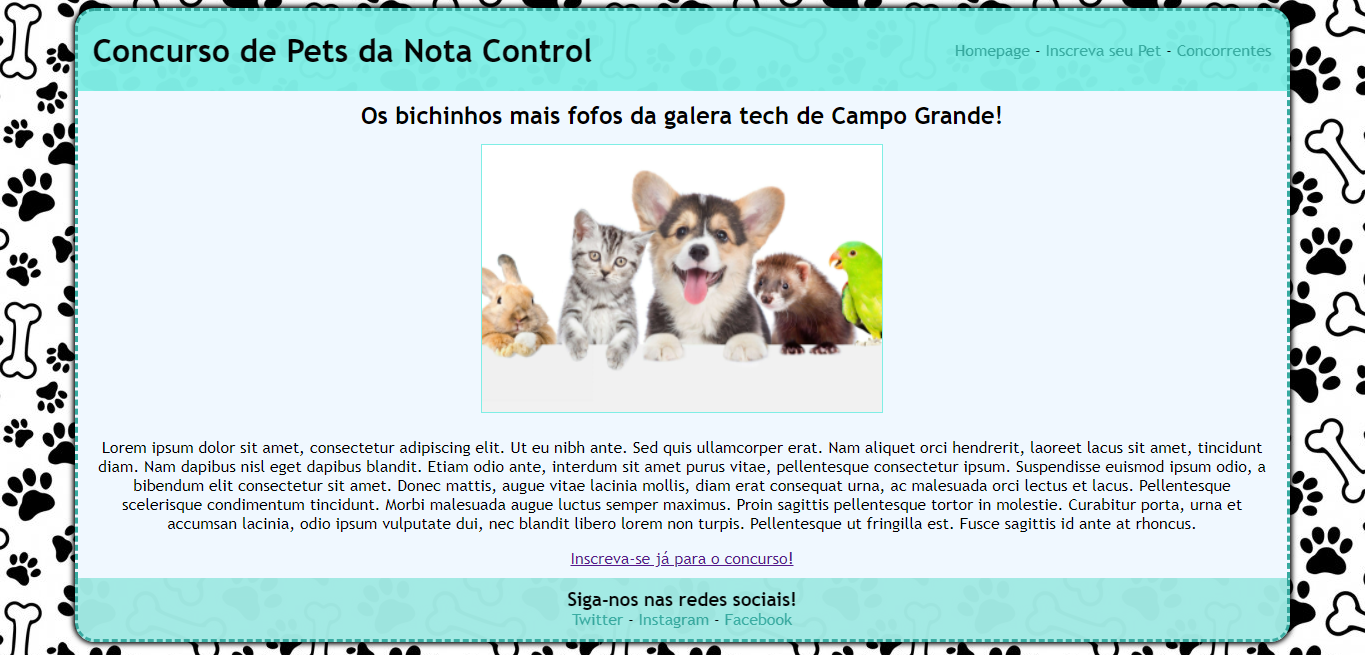 Concurso de Pets da Nota Control
Homepage - Inscreva seu Pet - Concorrentes
Os bichinhos mais fofos da galera tech de Campo Grande!
Lorem ipsum dolor sit amet, consectetur adipiscing elit. Ut eu nibh ante. Sed quis ullamcorper erat. Nam aliquet orci hendrerit, laoreet lacus sit amet, tincidunt
diam. Nam dapibus nisl eget dapibus blandit. Etiam odio ante, interdum sit amet purus vitae, pellentesque consectetur ipsum. Suspendisse euismod ipsum odio, a
bibendum elit consectetur sit amet. Donec mattis, augue vitae lacinia mollis, diam erat consequat urna, ac malesuada orci lectus et lacus. Pellentesque
scelerisque condimentum tincidunt. Morbi malesuada augue luctus semper maximus. Proin sagittis pellentesque tortor in molestie. Curabitur porta, urna et
accumsan lacinia, odio ipsum vulputate dui, nec blandit libero lorem non turpis. Pellentesque ut fringilla est. Fusce sagittis id ante at rhoncus.
Inscreva-se já para o concurso!
Siga-nos nas redes sociais!
Twitter - Instagram - Facebook